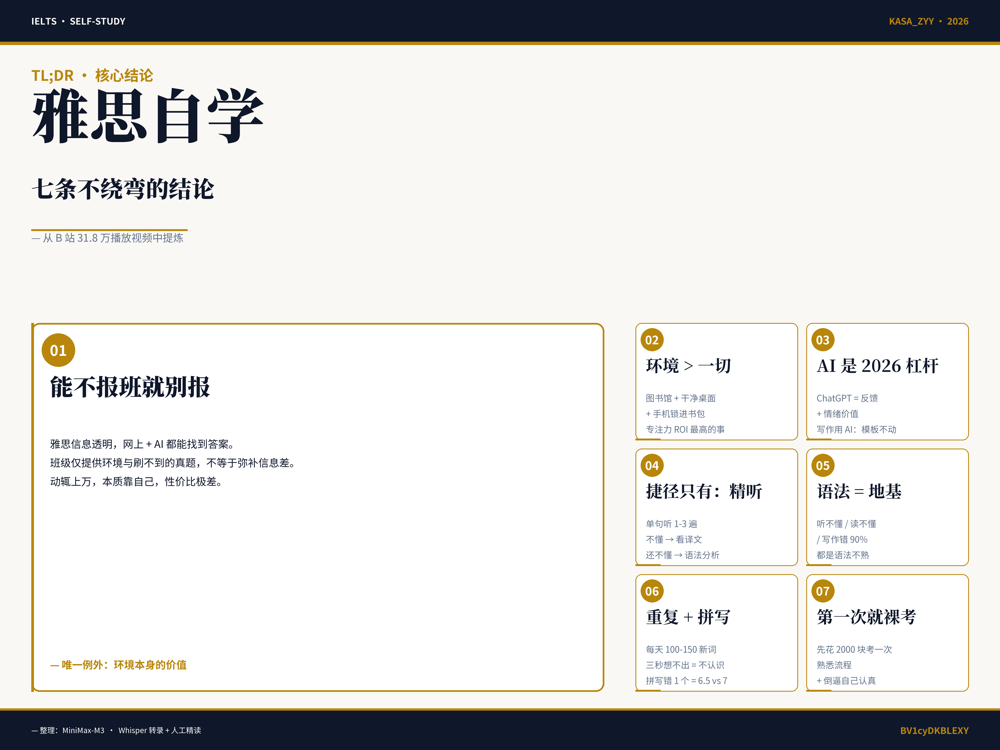 IELTS • SELF-STUDY
KASA_ZYY • 2026
TL;DR • 核心结论
雅思自学
七条不绕弯的结论
— 从 B 站 31.8 万播放视频中提炼
01
能不报班就别报
雅思信息透明，网上 + AI 都能找到答案。
班级仅提供环境与刷不到的真题，不等于弥补信息差。
动辄上万，本质靠自己，性价比极差。
— 唯一例外：环境本身的价值
02
环境 > 一切
图书馆 + 干净桌面
+ 手机锁进书包
专注力 ROI 最高的事
03
AI 是 2026 杠杆
ChatGPT = 反馈
+ 情绪价值
写作用 AI：模板不动
04
捷径只有：精听
单句听 1-3 遍
不懂 → 看译文
还不懂 → 语法分析
05
语法 = 地基
听不懂 / 读不懂
/ 写作错 90%
都是语法不熟
06
重复 + 拼写
每天 100-150 新词
三秒想不出 = 不认识
拼写错 1 个 = 6.5 vs 7
07
第一次就裸考
先花 2000 块考一次
熟悉流程
+ 倒逼自己认真
— 整理：MiniMax-M3 • Whisper 转录 + 人工精读
BV1cyDKBLEXY